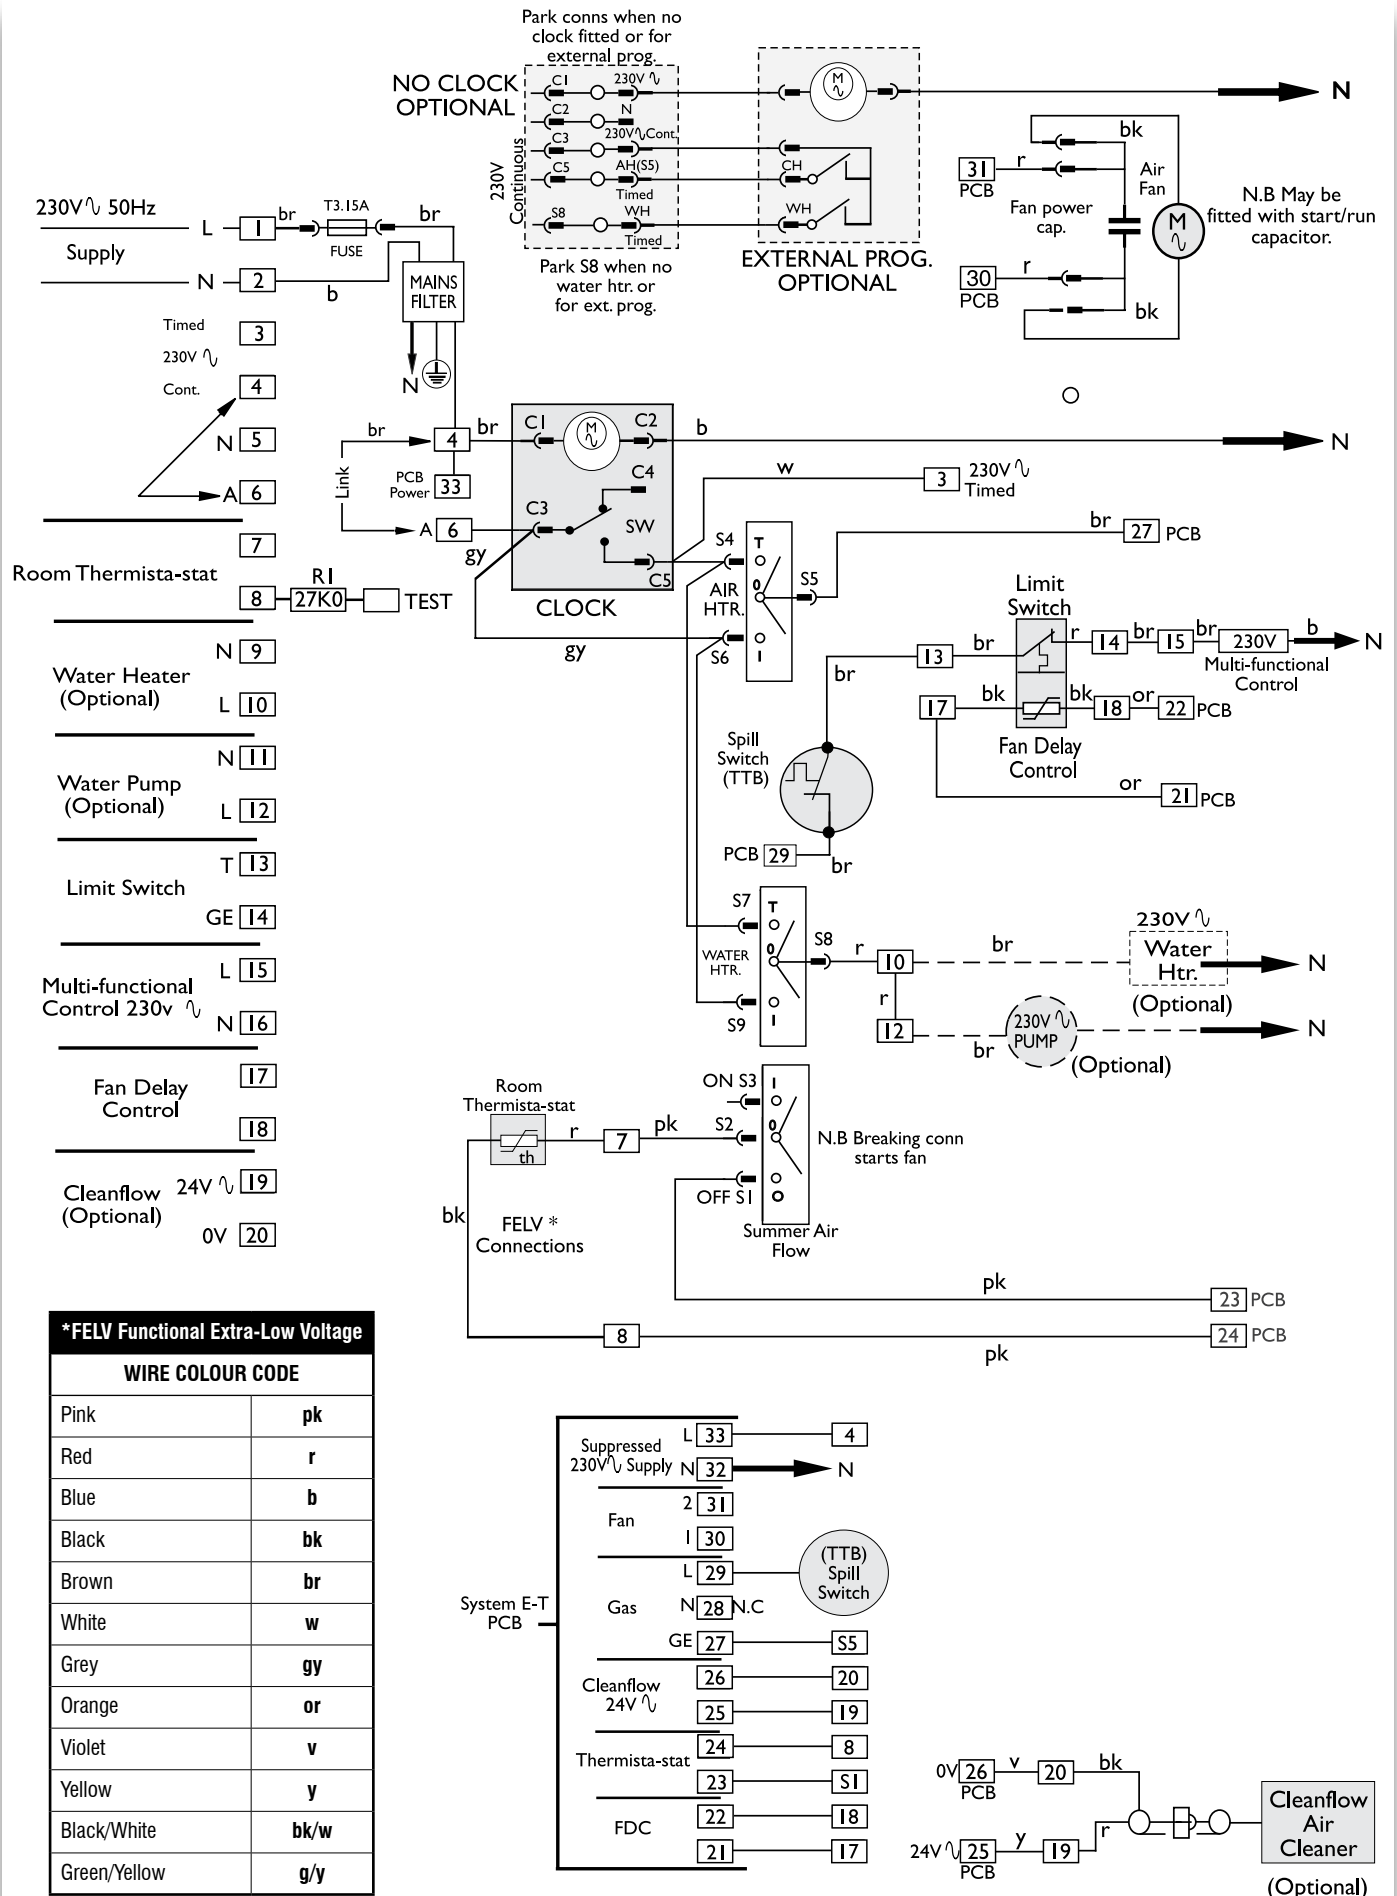 Park conns when no
clock fitted or for
external prog.
NO CLOCK
OPTIONAL
C1 230V
C2 N
C3 230V Cont.
C5 AH(S5)
Timed
S8 WH
Timed
230V
Continuous
Park S8 when no
water htr. or
for ext. prog.
M
CH
WH
EXTERNAL PROG.
OPTIONAL
N
bk
31 r
PCB
Air
Fan
Fan power
cap.
M
30 r
PCB
bk
N.B May be
fitted with start/run
capacitor.
230V 50Hz
Supply
L 1 br T3.15A br
FUSE
N 2 b
MAINS
FILTER
N
Timed 3
230V
Cont. 4
N 5
A 6
7
Room Thermista-stat
8 R1
27K0 TEST
N 9
Water Heater
(Optional)
L 10
N 11
Water Pump
(Optional)
L 12
T 13
Limit Switch
GE 14
L 15
Multi-functional
Control 230v
N 16
17
Fan Delay
Control
18
24V 19
Cleanflow
(Optional)
0V 20
br 4 br C1 M C2 b N
Link
PCB
Power 33
C4
A 6 C3 SW
gy
C5
CLOCK
w 3 230V
Timed
S4 T
AIR
HTR.
0
S5
br 27 PCB
S6 I
gy
Limit
Switch
13 br r 14 br 15 br 230V b N
Multi-functional
Control
br
17 bk bk 18 or 22 PCB
Fan Delay
Control
or 21 PCB
Spill
Switch
(TTB)
PCB 29 br
S7 T
WATER
HTR.
0
S8 r 10 br
S9 I
230V
Water
Htr.
N
(Optional)
r
12 br 230V
PUMP
N
(Optional)
Room
Thermista-stat
th
r 7 pk
ON S3 I
S2 0
OFF S1 O
Summer Air
Flow
N.B Breaking conn
starts fan
bk
FELV *
Connections
pk 23 PCB
8 pk 24 PCB
*FELV Functional Extra-Low Voltage
WIRE COLOUR CODE
Pink pk
Red r
Blue b
Black bk
Brown br
White w
Grey gy
Orange or
Violet v
Yellow y
Black/White bk/w
Green/Yellow g/y
System E-T
PCB
Suppressed
230V Supply
L 33 4
N 32 N
Fan
2 31
1 30
Gas
L 29 (TTB)
Spill
Switch
N 28 N.C
GE 27 S5
Cleanflow
24V
26 20
25 19
Thermista-stat
24 8
23 S1
FDC
22 18
21 17
0V 26 v 20 bk
PCB
24V 25 y 19 r
PCB
Cleanflow
Air
Cleaner
(Optional)